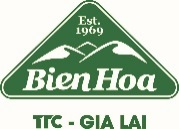 Est.
1969
Bien Hoa
TTC - GIA LAI